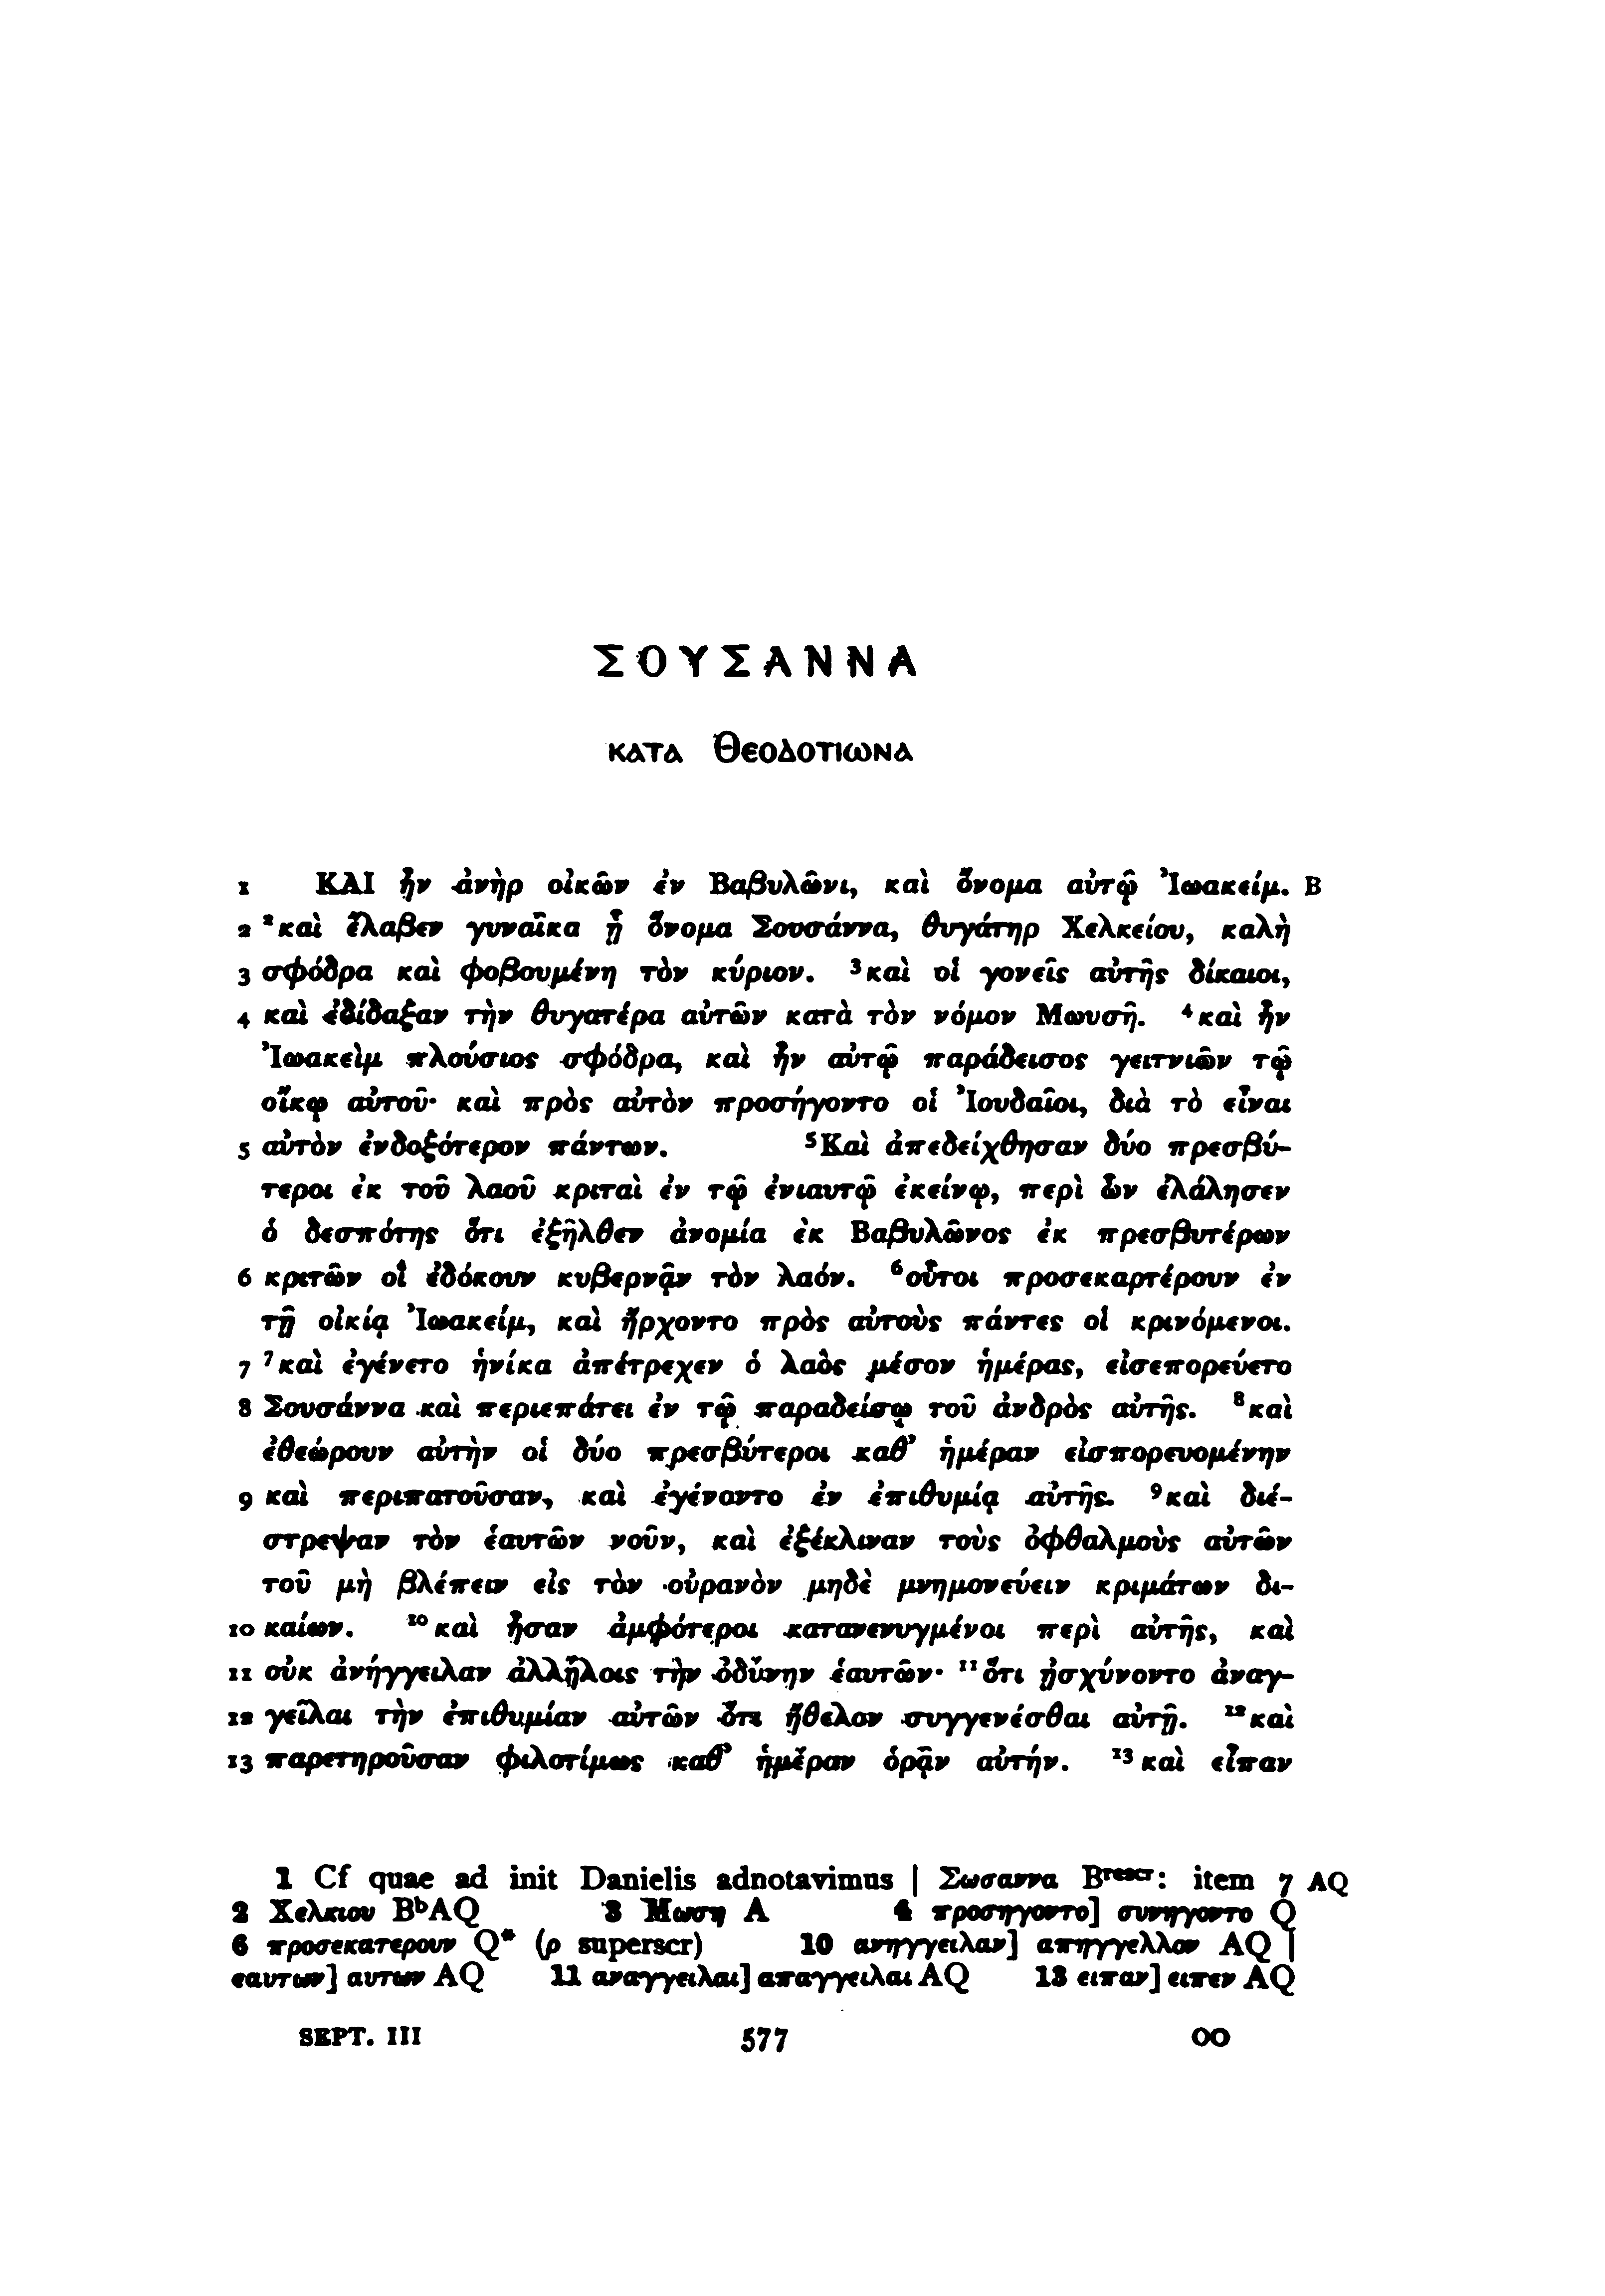 ΣΟΥΣΑΝΝΑ
ΚΑΤΑ ΘΕΟΔΟΤΙΩΝΑ
1 ΚΑΙ ἦν ἀνὴρ οἰκῶν ἐν Βαβυλῶνι, καὶ ὄνομα αὐτῷ Ἰωακείμ. B
2 ²καὶ ἔλαβεν γυναῖκα ᾗ ὄνομα Σουσάννα, θυγάτηρ Χελκείου, καλὴ
3 σφόδρα καὶ φοβουμένη τὸν κύριον. ³καὶ οἱ γονεῖς αὐτῆς δίκαιοι,
4 καὶ ἐδίδαξαν τὴν θυγατέρα αὐτῶν κατὰ τὸν νόμον Μωυσῆ. ⁴καὶ ἦν
Ἰωακεὶμ πλούσιος σφόδρα, καὶ ἦν αὐτῷ παράδεισος γειτνιῶν τῷ
οἴκῳ αὐτοῦ· καὶ πρὸς αὐτὸν προσήγοντο οἱ Ἰουδαῖοι, διὰ τὸ εἶναι
5 αὐτὸν ἐνδοξότερον πάντων. ⁵Καὶ ἀπεδείχθησαν δύο πρεσβύ-
τεροι ἐκ τοῦ λαοῦ κριταὶ ἐν τῷ ἐνιαυτῷ ἐκείνῳ, περὶ ὧν ἐλάλησεν
ὁ δεσπότης ὅτι ἐξῆλθεν ἀνομία ἐκ Βαβυλῶνος ἐκ πρεσβυτέρων
6 κριτῶν οἳ ἐδόκουν κυβερνᾷν τὸν λαόν. ⁶οὗτοι προσεκαρτέρουν ἐν
τῇ οἰκίᾳ Ἰωακείμ, καὶ ἤρχοντο πρὸς αὐτοὺς πάντες οἱ κρινόμενοι.
7 ⁷καὶ ἐγένετο ἡνίκα ἀπέτρεχεν ὁ λαὸς μέσον ἡμέρας, εἰσεπορεύετο
8 Σουσάννα καὶ περιεπάτει ἐν τῷ παραδείσῳ τοῦ ἀνδρὸς αὐτῆς. ⁸καὶ
ἐθεώρουν αὐτὴν οἱ δύο πρεσβύτεροι καθ’ ἡμέραν εἰσπορευομένην
9 καὶ περιπατοῦσαν, καὶ ἐγένοντο ἐν ἐπιθυμίᾳ αὐτῆς. ⁹καὶ διέ-
στρεψαν τὸν ἑαυτῶν νοῦν, καὶ ἐξέκλιναν τοὺς ὀφθαλμοὺς αὐτῶν
τοῦ μὴ βλέπειν εἰς τὸν οὐρανὸν μηδὲ μνημονεύειν κριμάτων δι-
10 καίων. ¹⁰καὶ ἦσαν ἀμφότεροι κατανενυγμένοι περὶ αὐτῆς, καὶ
11 οὐκ ἀνήγγειλαν ἀλλήλοις τὴν ὀδύνην ἑαυτῶν· ¹¹ὅτι ᾐσχύνοντο ἀναγ-
12 γεῖλαι τὴν ἐπιθυμίαν αὐτῶν ὅτι ἤθελον συγγενέσθαι αὐτῇ. ¹²καὶ
13 παρετηροῦσαν φιλοτίμως καθ’ ἡμέραν ὁρᾷν αὐτήν. ¹³καὶ εἶπαν
1 Cf quae ad init Danielis adnotavimus | Σωσαννα Bʳᵉˢᶜʳ: item 7 AQ
2 Χελκιου BᵇAQ 3 Μωση A 4 προσηγοντο] συνηγοντο Q
6 προσεκατερουν Q* (ρ superscr) 10 ανηγγειλαν] απηγγελλον AQ |
εαυτων] αυτων AQ 11 αναγγειλαι] απαγγειλαι AQ 13 ειπαν] ειπεν AQ
SEPT. III 577 OO